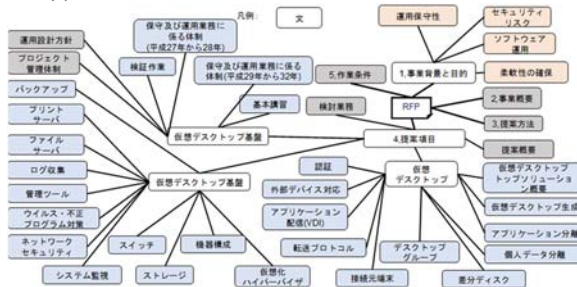 凡例：
文
保守及び運用業務に
係る体制
(平成27年から28年)
運用保守性
セキュリティ
リスク
ソフトウェア
運用
柔軟性の確保
運用設計方針
プロジェクト
管理体制
検証作業
保守及び運用業務に係る
体制(平成29年から32年)
1,事業背景と目的
5,作業条件
RFP
2,事業概要
3,提案方法
バックアップ
基本講習
検討業務
プリント
サーバ
仮想デスクトップ基盤
4,提案項目
提案概要
ファイル
サーバ
ログ収集
管理ツール
仮想デスクトップ基盤
認証
外部デバイス対応
仮想
デスクトップ
仮想デスクトップ
トップソリューション
概要
アプリケーション
配信(VDI)
仮想デスクトップ生成
ウイルス・不正
プログラム対策
ネットワーク
セキュリティ
スイッチ
機器構成
転送プロトコル
デスクトップ
グループ
アプリケーション分離
個人データ分離
システム監視
ストレージ
仮想化
ハイパーバイザ
接続元端末
差分ディスク